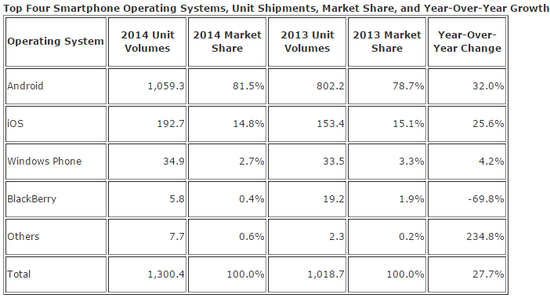 Top Four Smartphone Operating Systems, Unit Shipments, Market Share, and Year-Over-Year Growth
Operating System 2014 Unit Volumes 2014 Market Share 2013 Unit Volumes 2013 Market Share Year-Over-Year Change
Android 1,059.3 81.5% 802.2 78.7% 32.0%
iOS 192.7 14.8% 153.4 15.1% 25.6%
Windows Phone 34.9 2.7% 33.5 3.3% 4.2%
BlackBerry 5.8 0.4% 19.2 1.9% -69.8%
Others 7.7 0.6% 2.3 0.2% 234.8%
Total 1,300.4 100.0% 1,018.7 100.0% 27.7%